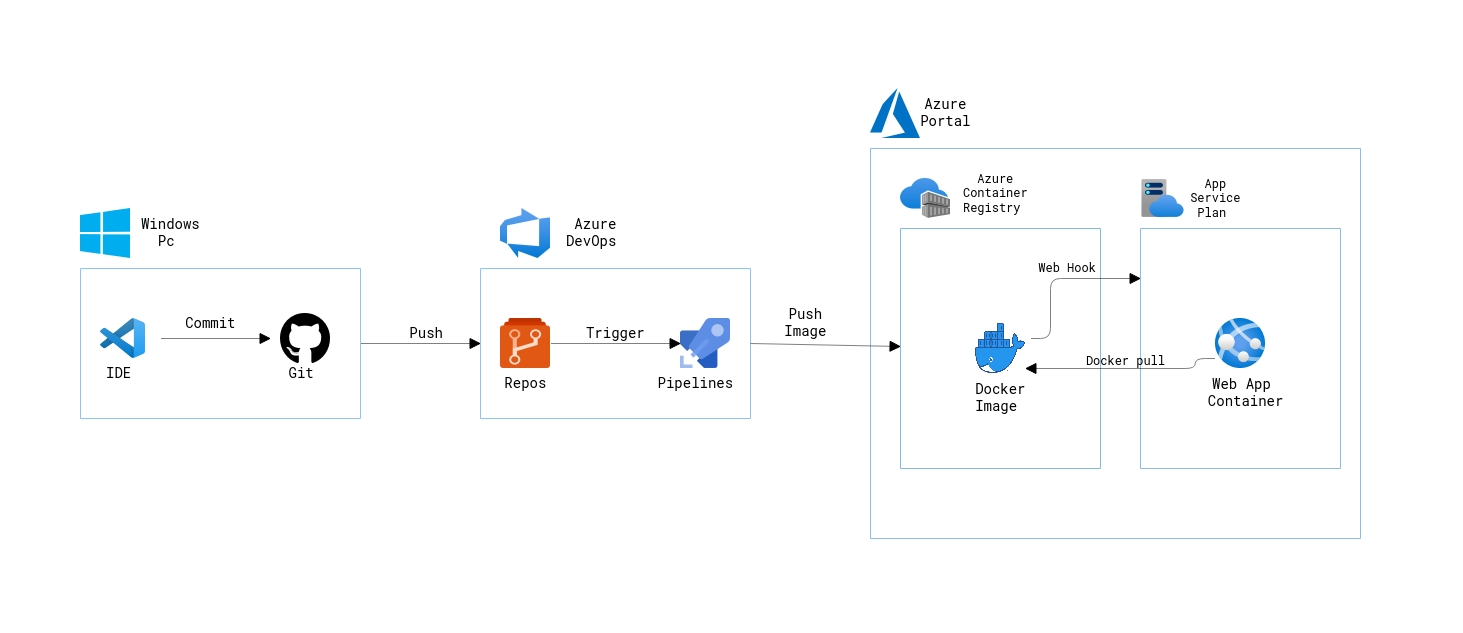 Azure
Portal
Azure
Container
Registry
App
Service
Plan
Windows
Pc
Azure
DevOps
Web Hook
Commit
Push
Trigger
Push
Image
Docker pull
IDE
Git
Repos
Pipelines
Docker
Image
Web App
Container